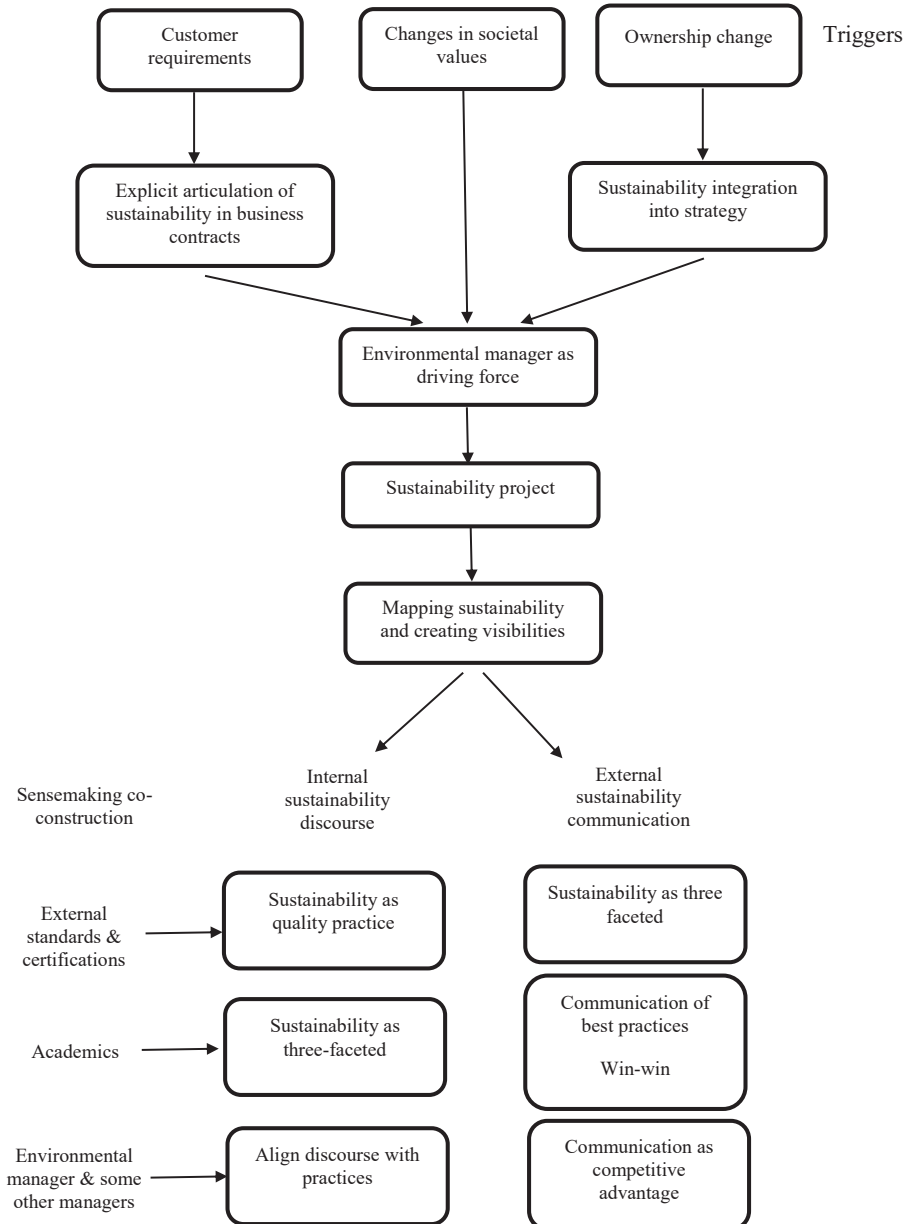 Customer
requirements
Changes in societal
values
Ownership change
Triggers
Explicit articulation of
sustainability in business
contracts
Sustainability integration
into strategy
Environmental manager as
driving force
Sustainability project
Mapping sustainability
and creating visibilities
Sensemaking co-
construction
Internal
sustainability
discourse
External
sustainability
communication
External
standards &
certifications
Sustainability as
quality practice
Sustainability as three
faceted
Academics
Sustainability as
three-faceted
Communication of
best practices
Win-win
Environmental
manager & some
other managers
Align discourse with
practices
Communication as
competitive
advantage